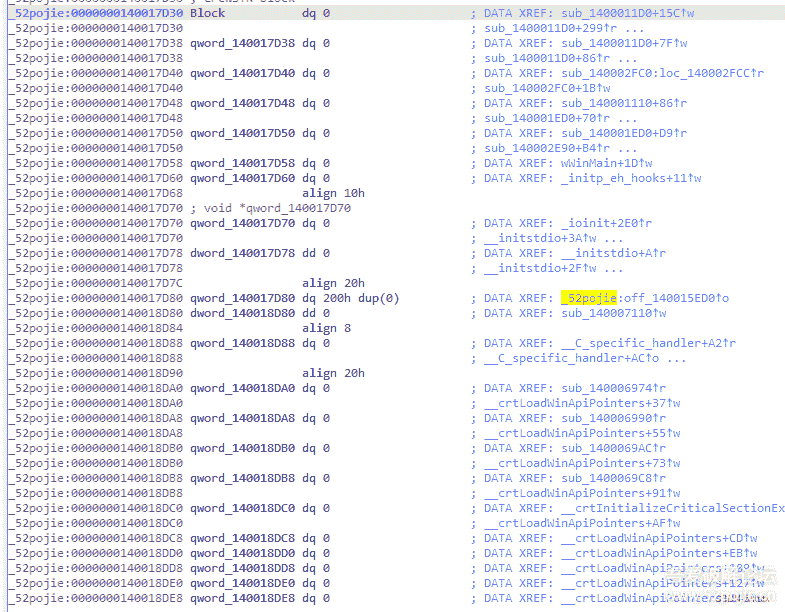 _52pojie:0000000140017D30 Block dq 0 ; DATA XREF: sub_1400011D0+15C↑w
_52pojie:0000000140017D30 ; sub_1400011D0+299↑r ...
_52pojie:0000000140017D38 qword_140017D38 dq 0 ; DATA XREF: sub_1400011D0+7F↑w
_52pojie:0000000140017D38 ; sub_1400011D0+86↑r ...
_52pojie:0000000140017D40 qword_140017D40 dq 0 ; DATA XREF: sub_140002FC0:loc_140002FCC↑r
_52pojie:0000000140017D40 ; sub_140002FC0+1B↑w
_52pojie:0000000140017D48 qword_140017D48 dq 0 ; DATA XREF: sub_140001110+86↑r
_52pojie:0000000140017D48 ; sub_140001ED0+70↑r ...
_52pojie:0000000140017D50 qword_140017D50 dq 0 ; DATA XREF: sub_140001ED0+D9↑r
_52pojie:0000000140017D50 ; sub_140002E90+B4↑r ...
_52pojie:0000000140017D58 qword_140017D58 dq 0 ; DATA XREF: wWinMain+1D↑w
_52pojie:0000000140017D60 qword_140017D60 dq 0 ; DATA XREF: _initp_eh_hooks+11↑w
_52pojie:0000000140017D68 align 10h
_52pojie:0000000140017D70 ; void *qword_140017D70
_52pojie:0000000140017D70 qword_140017D70 dq 0 ; DATA XREF: _ioinit+2E0↑r
_52pojie:0000000140017D70 ; __initstdio+3A↑w ...
_52pojie:0000000140017D78 dword_140017D78 dd 0 ; DATA XREF: __initstdio+A↑r
_52pojie:0000000140017D78 ; __initstdio+2F↑w ...
_52pojie:0000000140017D7C align 20h
_52pojie:0000000140017D80 qword_140017D80 dq 200h dup(0) ; DATA XREF: _52pojie:off_140015ED0↑o
_52pojie:0000000140018D80 dword_140018D80 dd 0 ; DATA XREF: sub_140007110↑w
_52pojie:0000000140018D84 align 8
_52pojie:0000000140018D88 qword_140018D88 dq 0 ; DATA XREF: __C_specific_handler+A2↑r
_52pojie:0000000140018D88 ; __C_specific_handler+AC↑o ...
_52pojie:0000000140018D90 align 20h
_52pojie:0000000140018DA0 qword_140018DA0 dq 0 ; DATA XREF: sub_140006974↑r
_52pojie:0000000140018DA0 ; __crtLoadWinApiPointers+37↑w
_52pojie:0000000140018DA8 qword_140018DA8 dq 0 ; DATA XREF: sub_140006990↑r
_52pojie:0000000140018DA8 ; __crtLoadWinApiPointers+55↑w
_52pojie:0000000140018DB0 qword_140018DB0 dq 0 ; DATA XREF: sub_1400069AC↑r
_52pojie:0000000140018DB0 ; __crtLoadWinApiPointers+73↑w
_52pojie:0000000140018DB8 qword_140018DB8 dq 0 ; DATA XREF: sub_1400069C8↑r
_52pojie:0000000140018DB8 ; __crtLoadWinApiPointers+91↑w
_52pojie:0000000140018DC0 qword_140018DC0 dq 0 ; DATA XREF: __crtInitializeCriticalSectionEx
_52pojie:0000000140018DC0 ; __crtLoadWinApiPointers+AF↑w
_52pojie:0000000140018DC8 qword_140018DC8 dq 0 ; DATA XREF: __crtLoadWinApiPointers+CD↑w
_52pojie:0000000140018DD0 qword_140018DD0 dq 0 ; DATA XREF: __crtLoadWinApiPointers+EB↑w
_52pojie:0000000140018DD8 qword_140018DD8 dq 0 ; DATA XREF: __crtLoadWinApiPointers+109↑w
_52pojie:0000000140018DE0 qword_140018DE0 dq 0 ; DATA XREF: __crtLoadWinApiPointers+127↑w
_52pojie:0000000140018DE8 qword_140018DE8 dq 0 ; DATA XREF: __crtLoadWinApiPointers